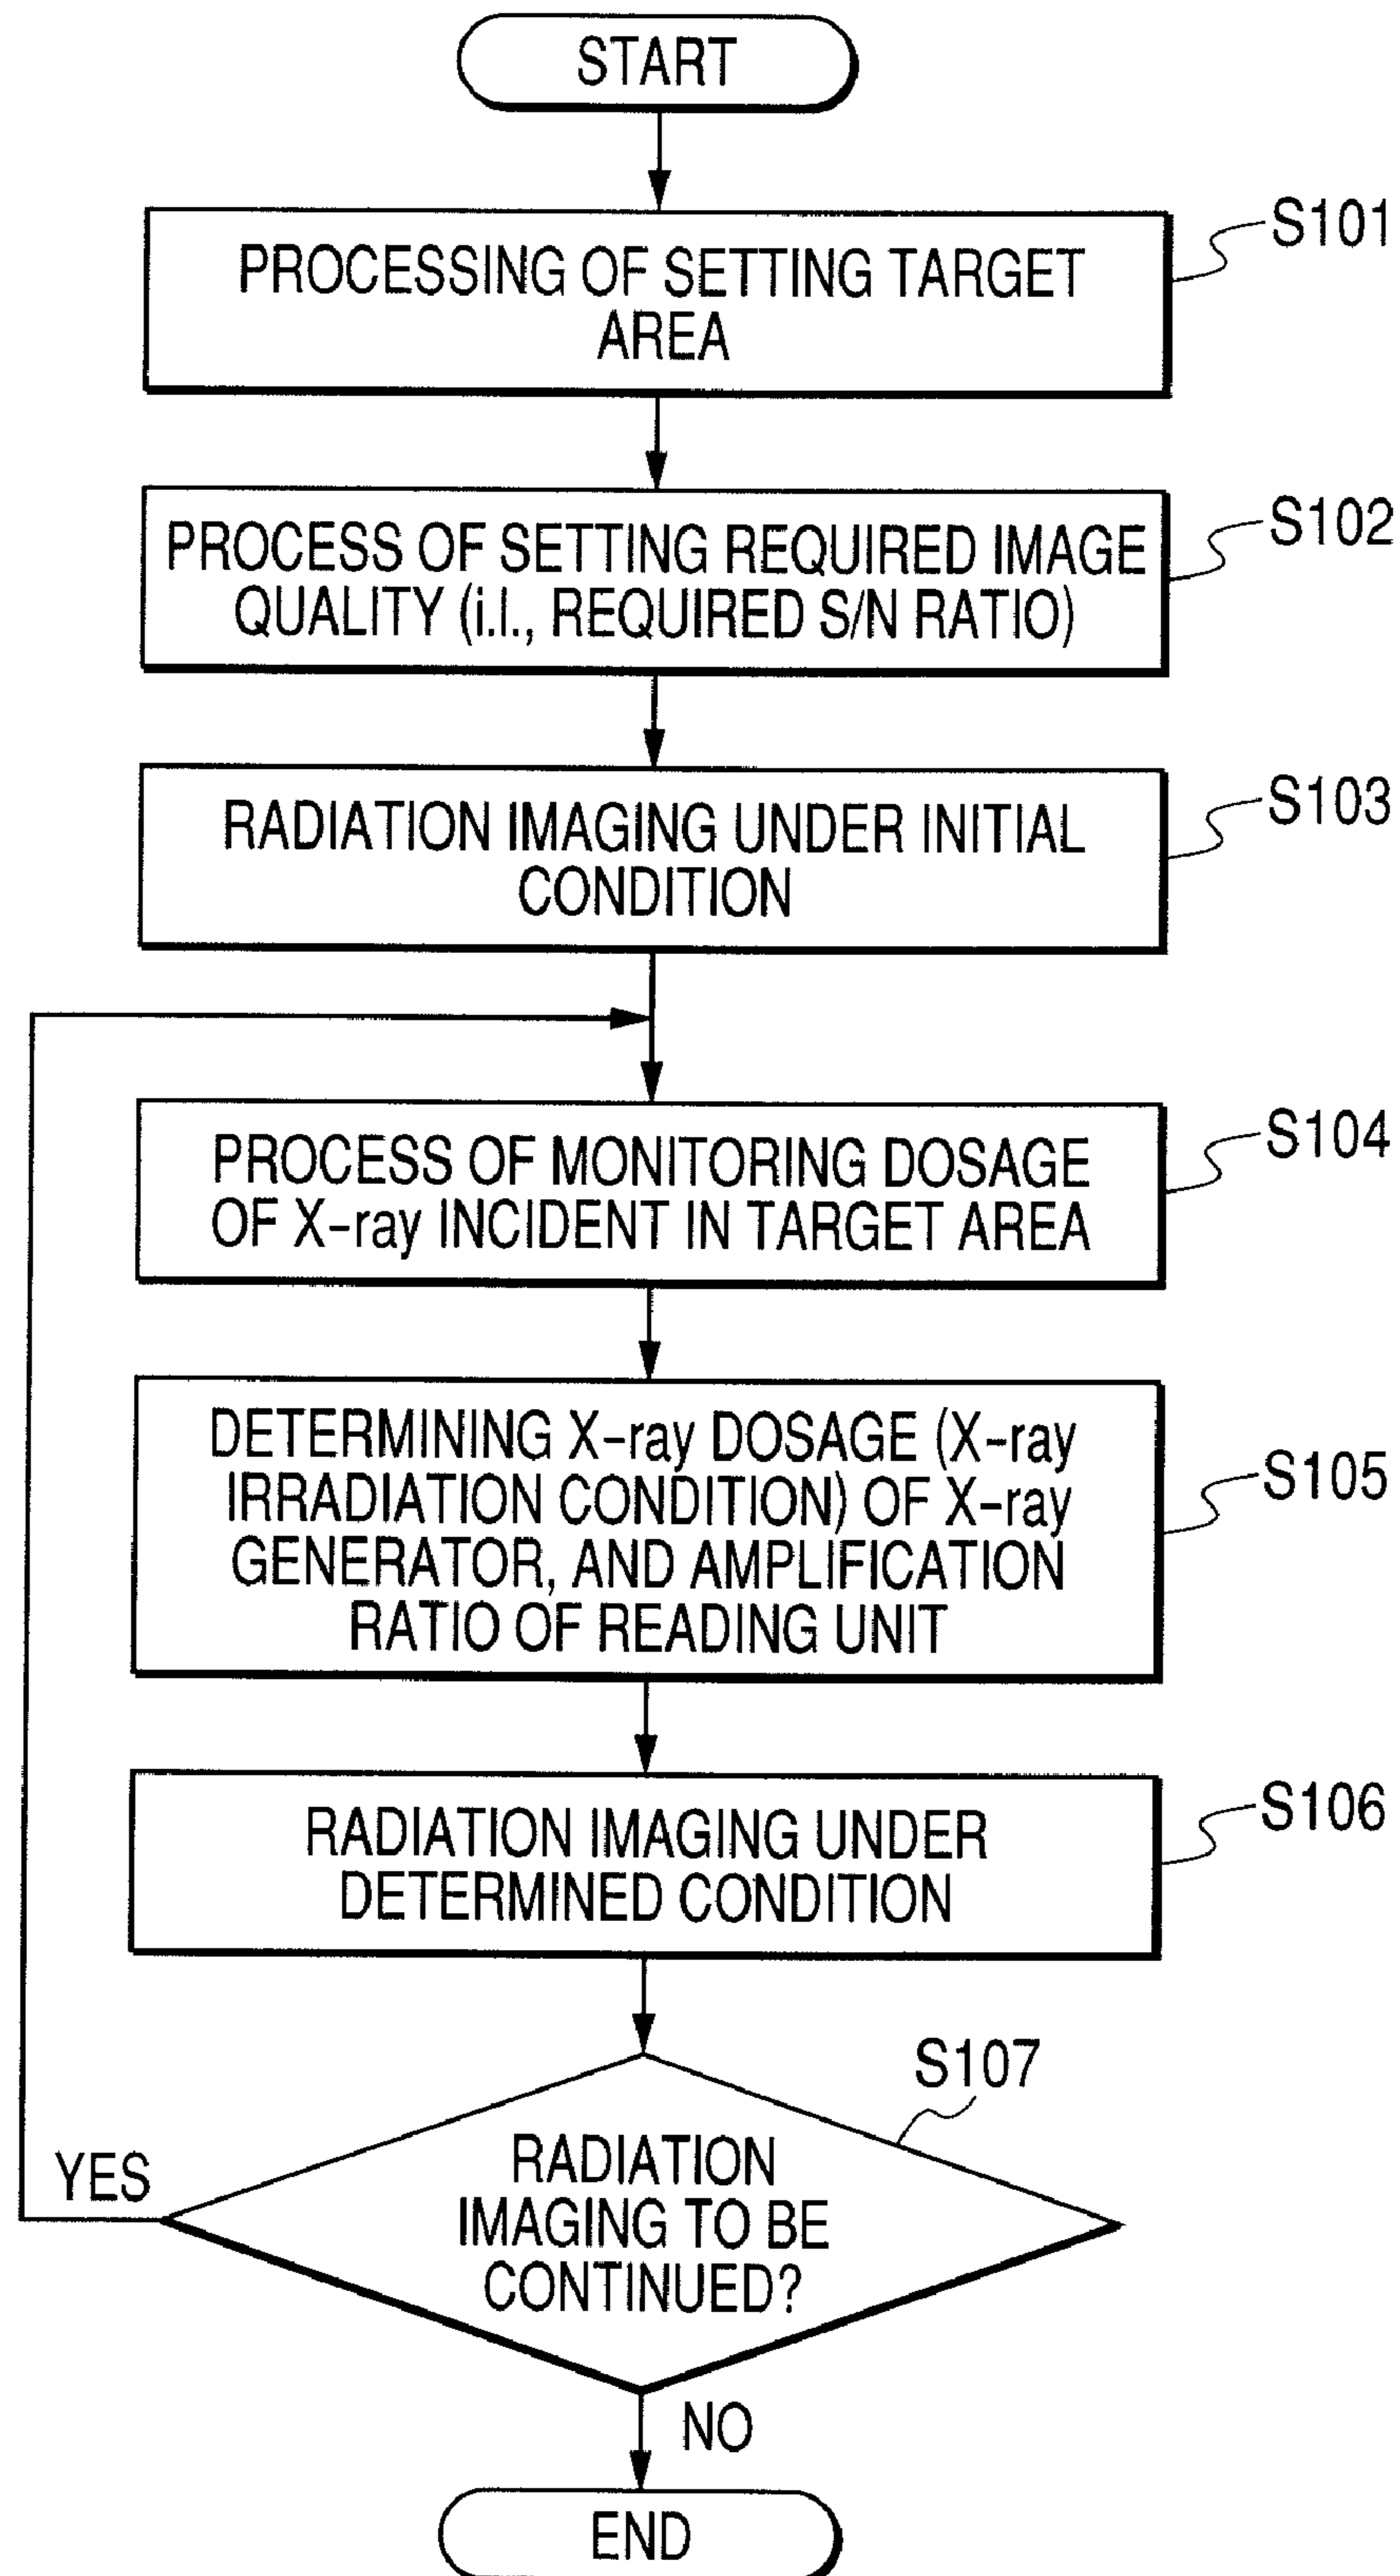 START
S101
PROCESSING OF SETTING TARGET
AREA
S102
PROCESS OF SETTING REQUIRED IMAGE
QUALITY (i.l., REQUIRED S/N RATIO)
S103
RADIATION IMAGING UNDER INITIAL
CONDITION
S104
PROCESS OF MONITORING DOSAGE
OF X-ray INCIDENT IN TARGET AREA
S105
DETERMINING X-ray DOSAGE (X-ray
IRRADIATION CONDITION) OF X-ray
GENERATOR, AND AMPLIFICATION
RATIO OF READING UNIT
S106
RADIATION IMAGING UNDER
DETERMINED CONDITION
S107
YES
RADIATION
IMAGING TO BE
CONTINUED?
NO
END